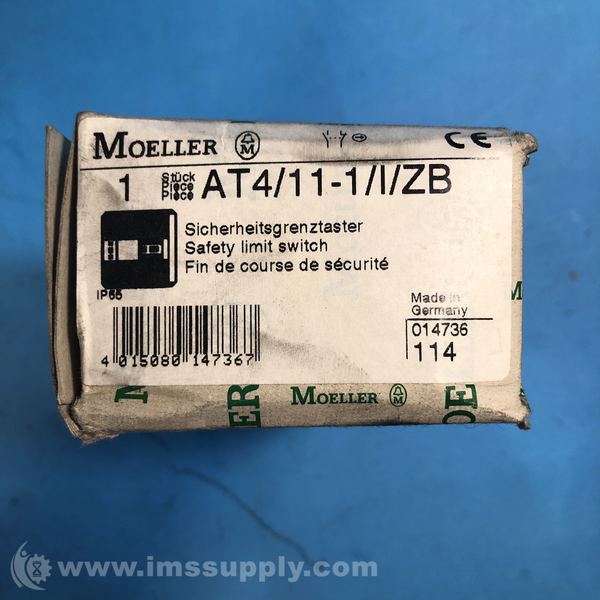 MOELLER
CE
1 Stück Piece Pièce AT4/11-1/I/ZB
Sicherheitsgrenztaster
Safety limit switch
Fin de course de sécurité
IP65
Made in
Germany
014736
114
4 015080 147367
MOELLER
www.imssupply.com